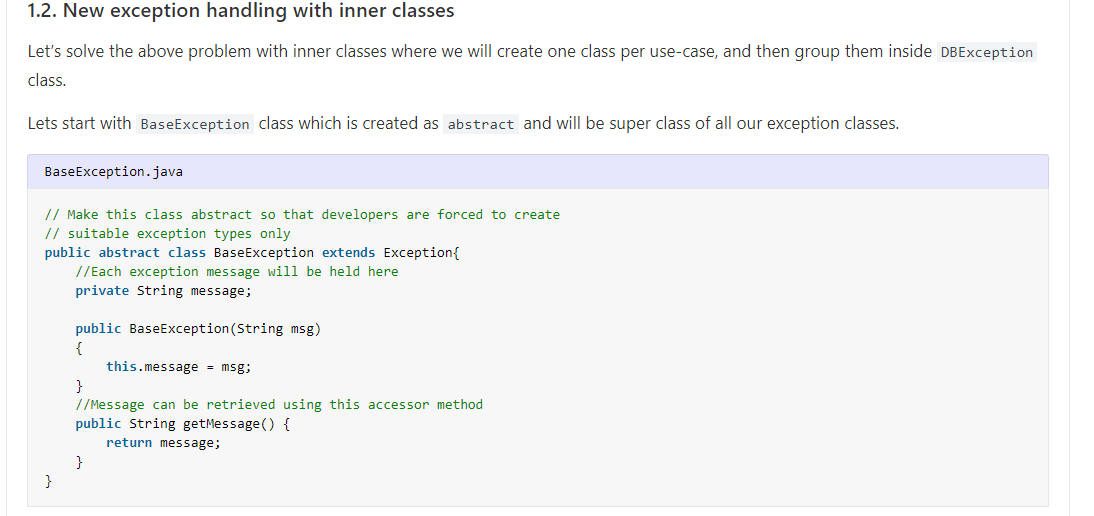 1.2. New exception handling with inner classes
Let's solve the above problem with inner classes where we will create one class per use-case, and then group them inside DBException
class.
Lets start with BaseException class which is created as abstract and will be super class of all our exception classes.
BaseException.java
// Make this class abstract so that developers are forced to create
// suitable exception types only
public abstract class BaseException extends Exception{
    //Each exception message will be held here
    private String message;
    public BaseException(String msg)
    {
        this.message = msg;
    }
    //Message can be retrieved using this accessor method
    public String getMessage() {
        return message;
    }
}